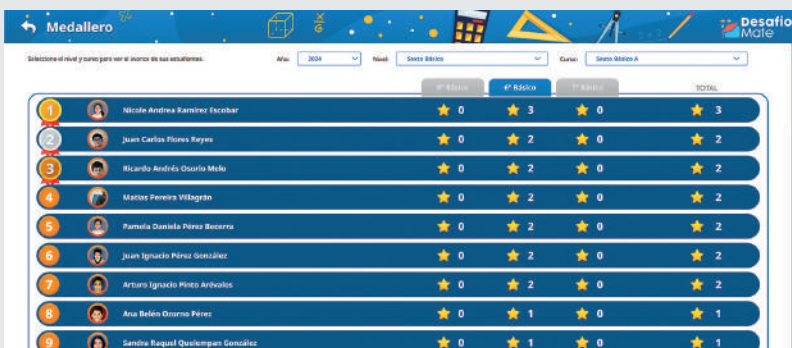 Medallero
Desafío
Mate
Seleccione el nivel y curso para ver el avance de sus estudiantes.
Año: 2024 Nivel: Sexto Básico Curso: Sexto Básico A
6° Básico TOTAL
1 Nicole Andrea Ramírez Escobar 0 3 0 3
2 Juan Carlos Flores Reyes 0 2 0 2
3 Ricardo Andrés Osorio Melo 0 2 0 2
4 Matías Pereira Villagrán 0 2 0 2
5 Pamela Daniela Pérez Becerra 0 2 0 2
6 Juan Ignacio Pérez González 0 2 0 2
7 Arturo Ignacio Pinto Arévalos 0 2 0 2
8 Ana Belén Ozorno Pérez 0 1 0 1
9 Sandra Raquel Quelempan González 0 1 0 1